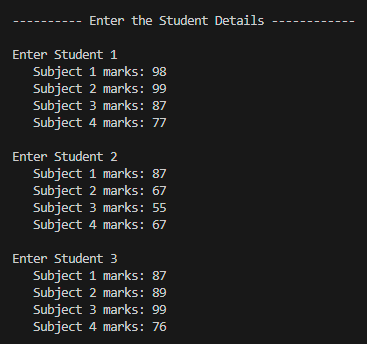 ---------- Enter the Student Details ------------
Enter Student 1
Subject 1 marks: 98
Subject 2 marks: 99
Subject 3 marks: 87
Subject 4 marks: 77
Enter Student 2
Subject 1 marks: 87
Subject 2 marks: 67
Subject 3 marks: 55
Subject 4 marks: 67
Enter Student 3
Subject 1 marks: 87
Subject 2 marks: 89
Subject 3 marks: 99
Subject 4 marks: 76